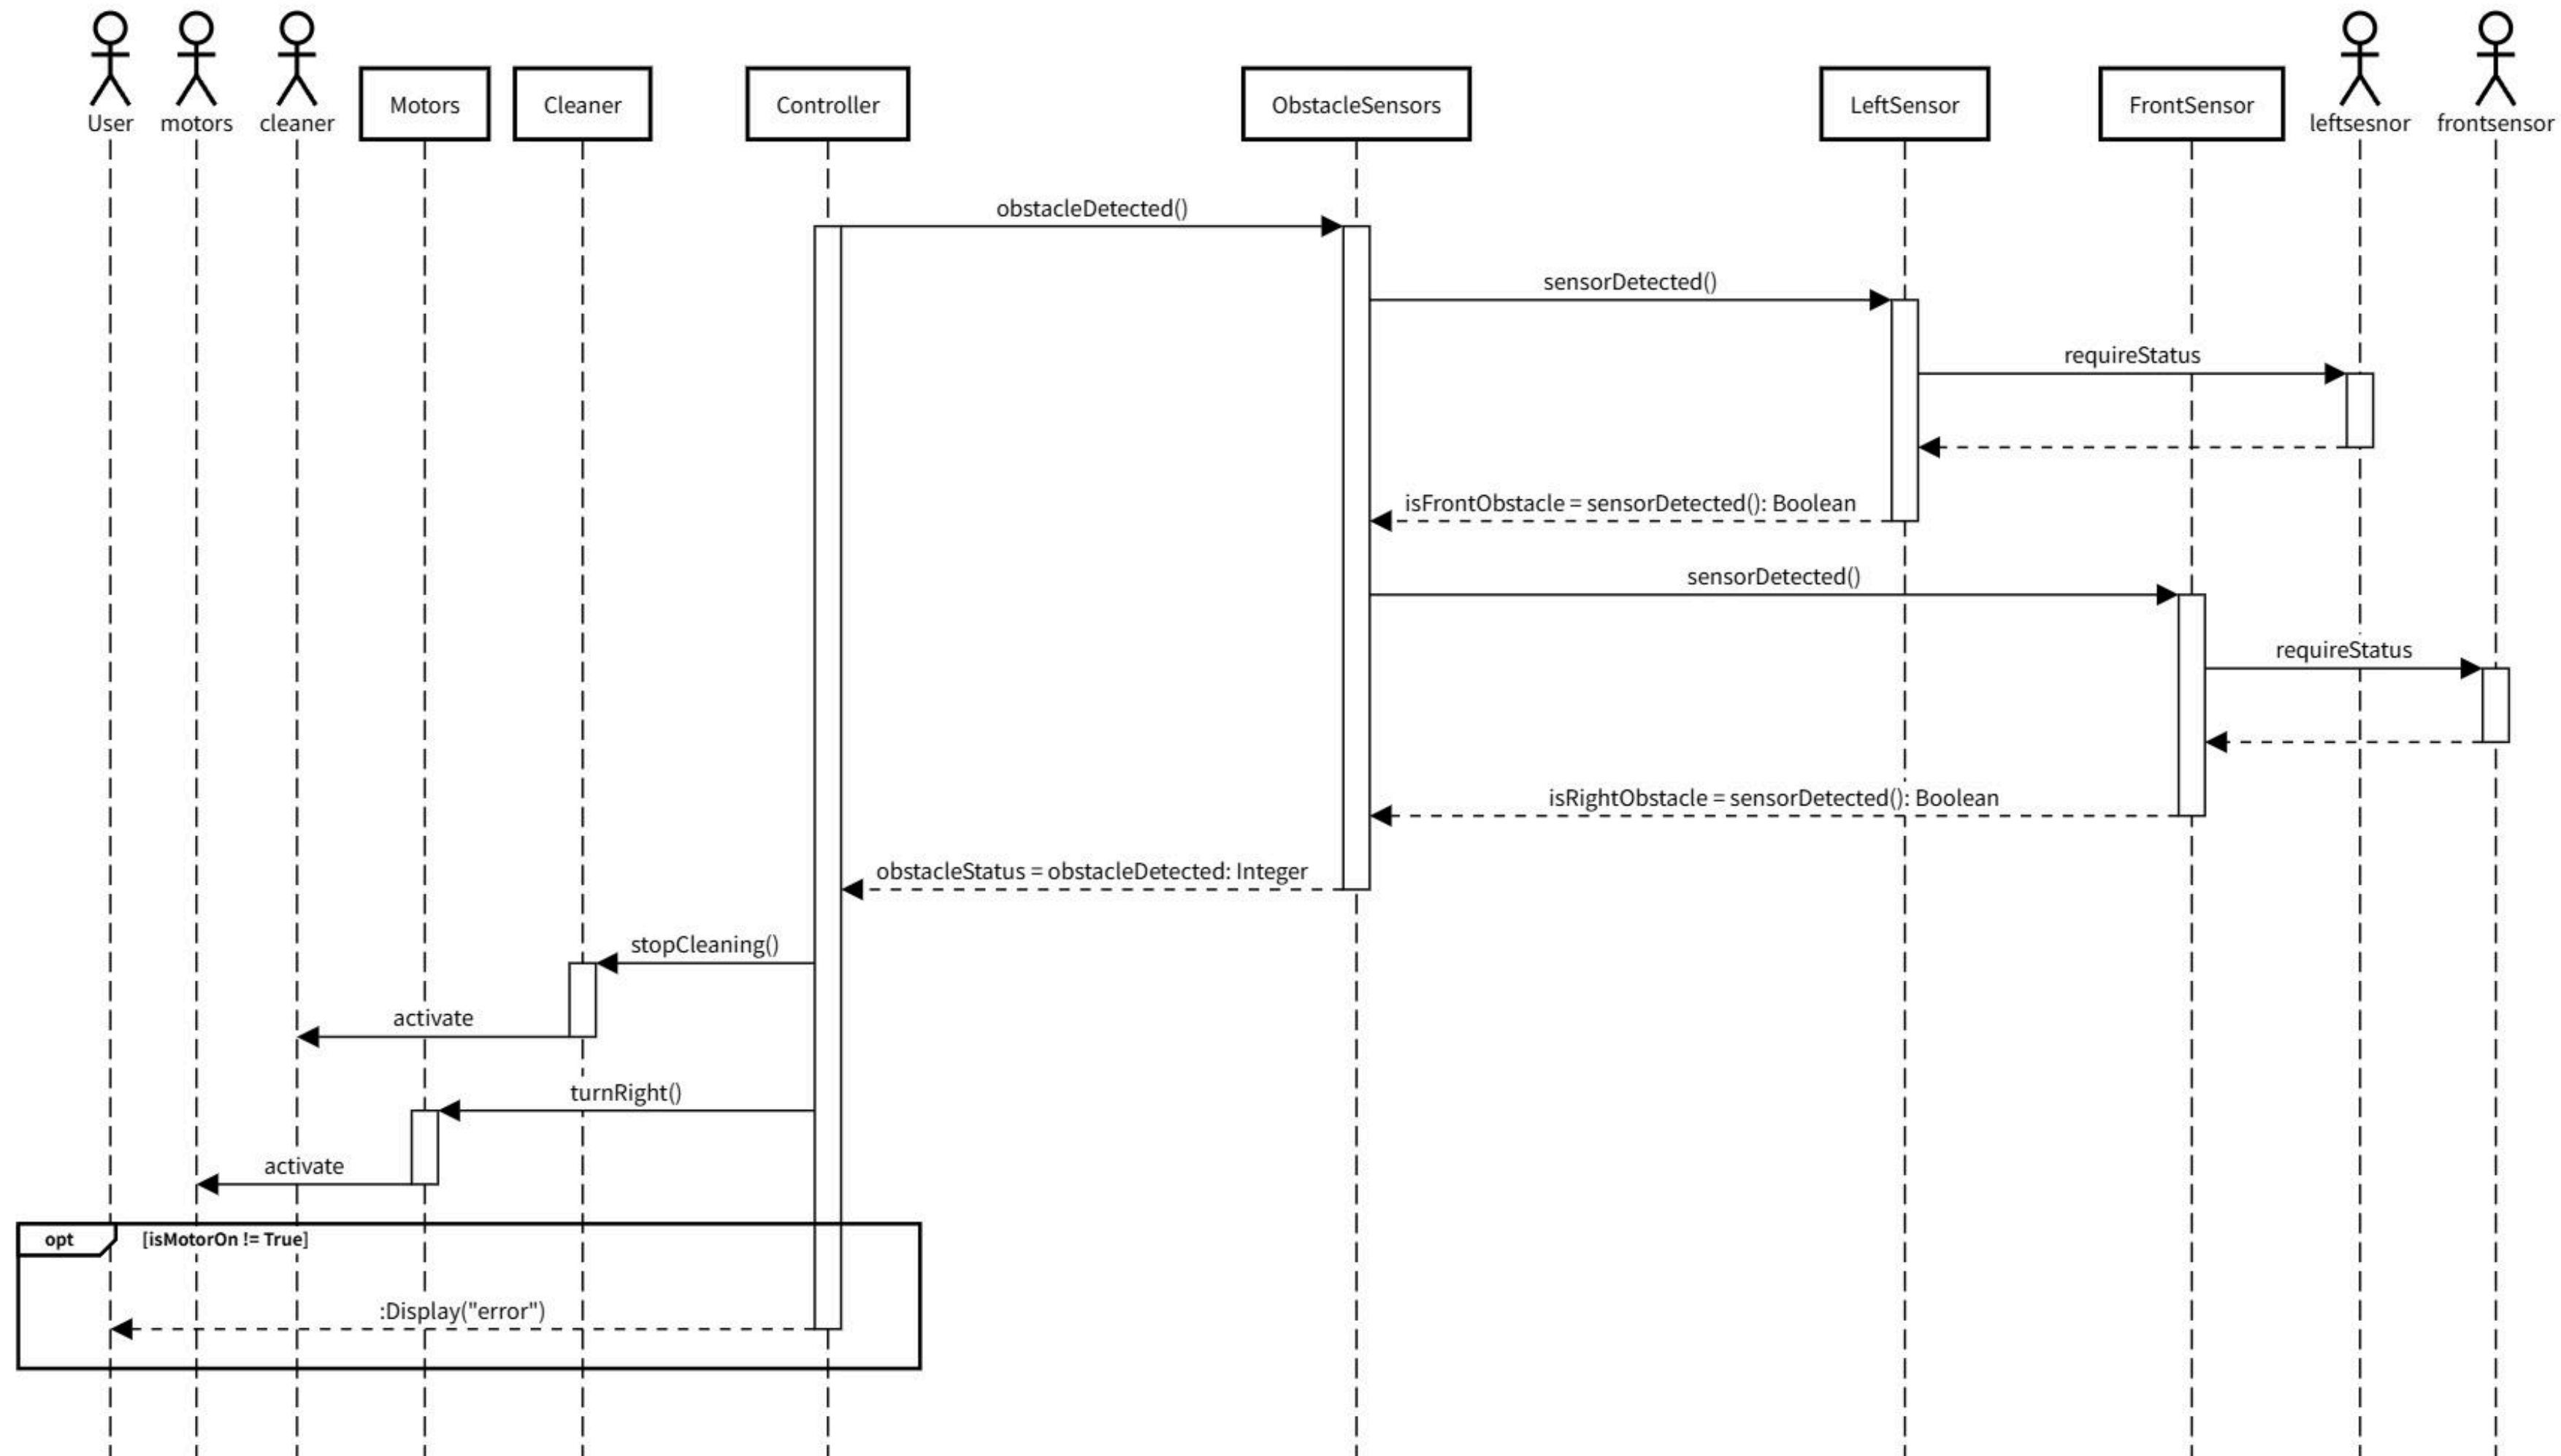 User
motors
cleaner
Motors
Cleaner
Controller
ObstacleSensors
LeftSensor
FrontSensor
leftsesnor
frontsensor
obstacleDetected()
sensorDetected()
requireStatus
isFrontObstacle = sensorDetected(): Boolean
sensorDetected()
requireStatus
isRightObstacle = sensorDetected(): Boolean
obstacleStatus = obstacleDetected: Integer
stopCleaning()
activate
turnRight()
activate
opt
[isMotorOn != True]
:Display("error")